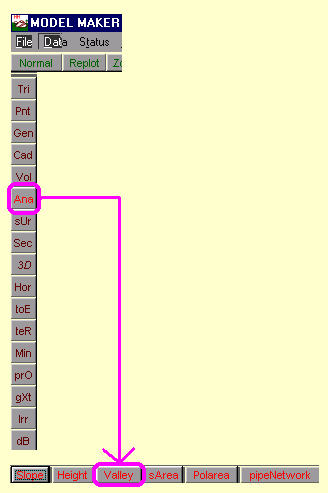 MODEL MAKER
File Data Status
Normal Replot Zo
Tri
Pnt
Gen
Cad
Vol
Ana
sUr
Sec
3D
Hor
toE
teR
Min
prO
gXt
Irr
dB
Slope Height Valley sArea Polarea pipeNetwork